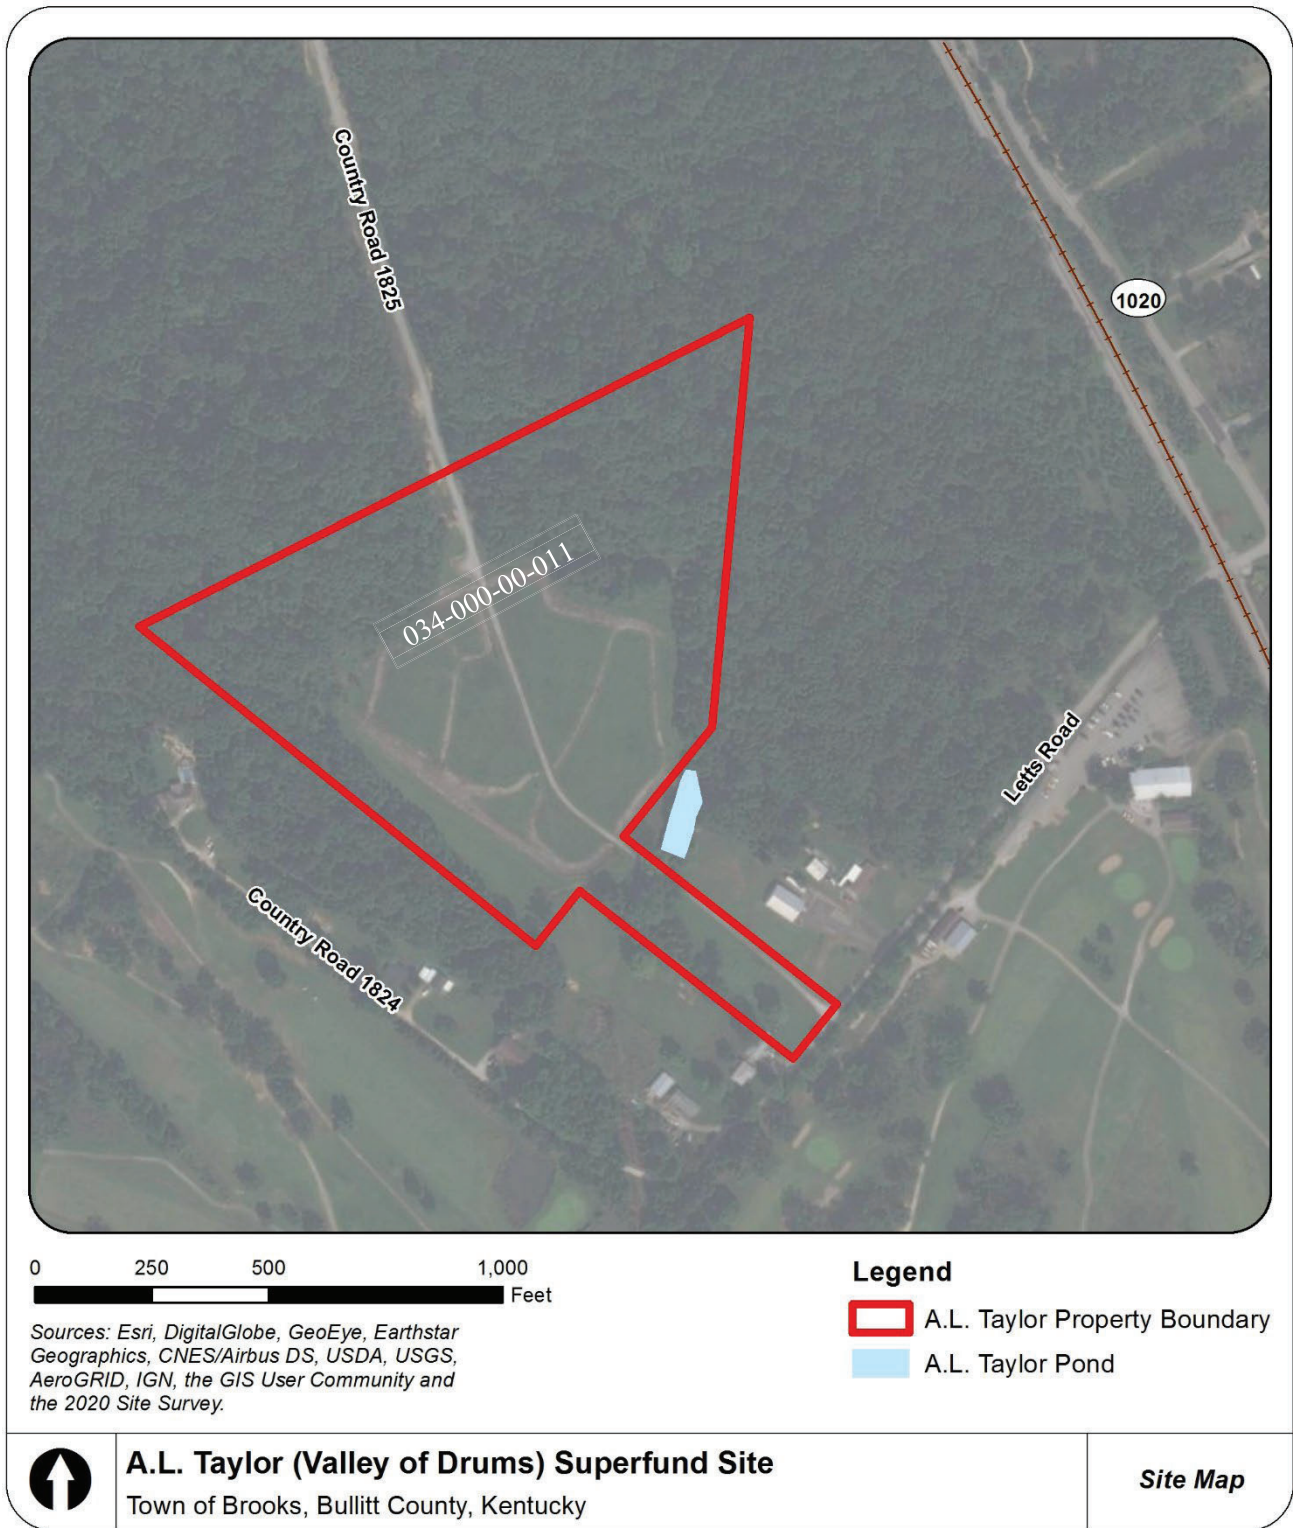 Country Road 1825
1020
034-000-00-011
Letts Road
Country Road 1824
0 250 500 1,000
Feet
Sources: Esri, DigitalGlobe, GeoEye, Earthstar
Geographics, CNES/Airbus DS, USDA, USGS,
AeroGRID, IGN, the GIS User Community and
the 2020 Site Survey.
Legend
A.L. Taylor Property Boundary
A.L. Taylor Pond
A.L. Taylor (Valley of Drums) Superfund Site
Town of Brooks, Bullitt County, Kentucky
Site Map